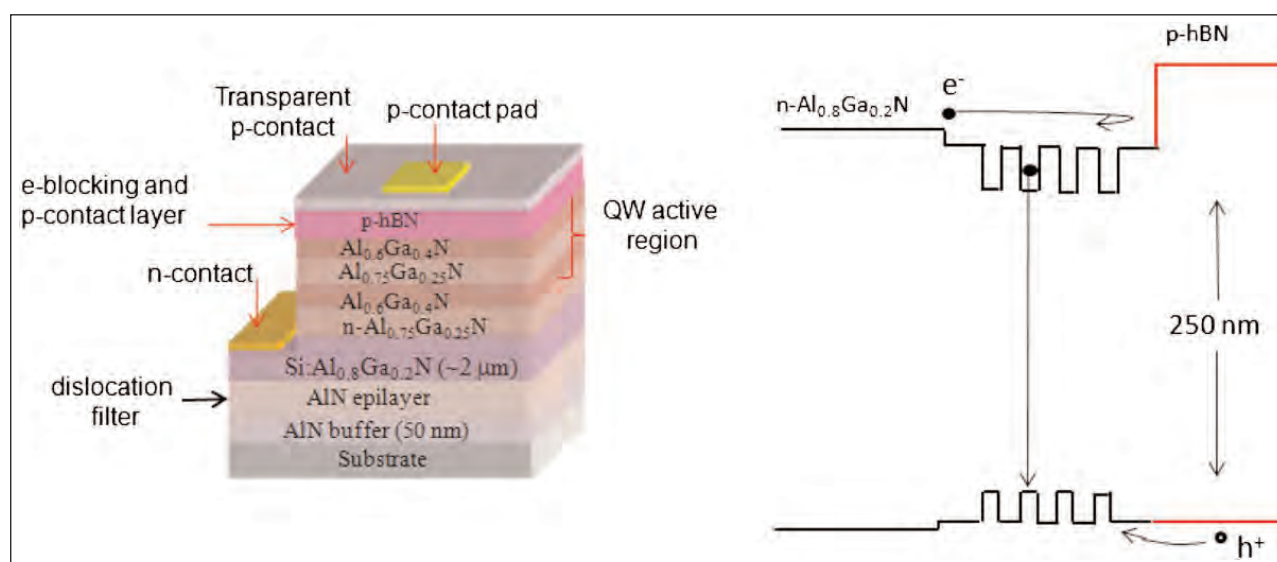 Transparent
p-contact
p-contact pad
e-blocking and
p-contact layer
n-contact
dislocation
filter
QW active
region
p-hBN
Al₀.₆Ga₀.₄N
Al₀.₇₅Ga₀.₂₅N
Al₀.₆Ga₀.₄N
n-Al₀.₇₅Ga₀.₂₅N
Si:Al₀.₈Ga₀.₂N (~2 μm)
AlN epilayer
AlN buffer (50 nm)
Substrate
p-hBN
e⁻
n-Al₀.₈Ga₀.₂N
250 nm
h⁺